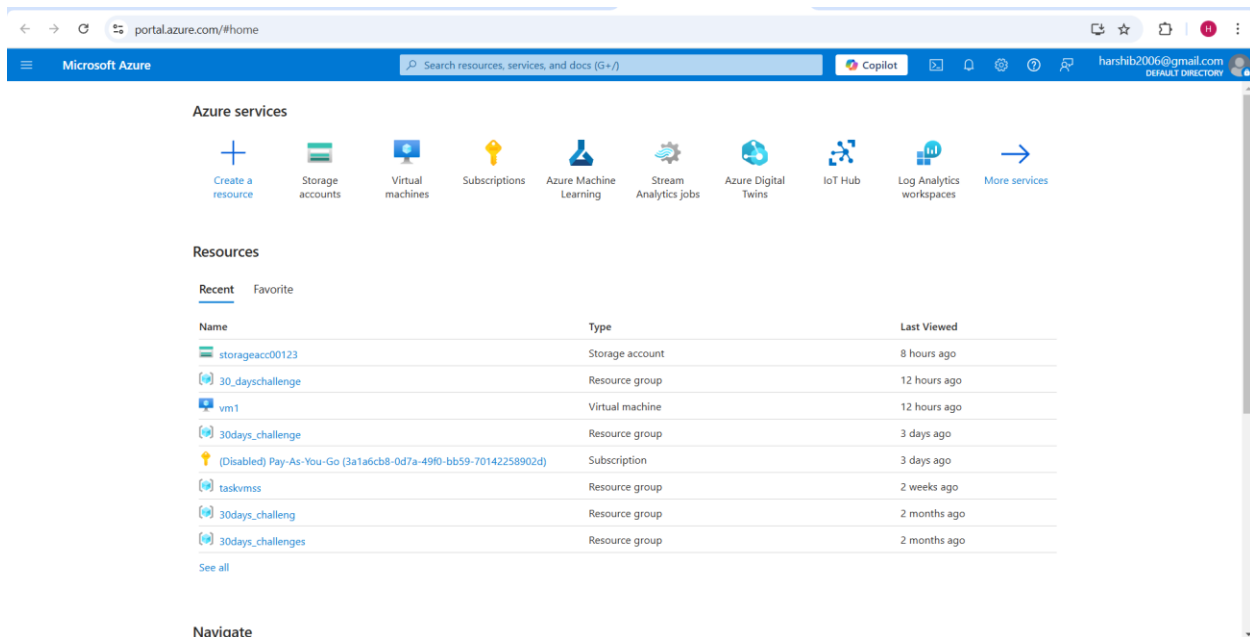 portal.azure.com/#home
H
Microsoft Azure
Search resources, services, and docs (G+/)
Copilot
harshib2006@gmail.com
DEFAULT DIRECTORY
Azure services
Create a resource
Storage accounts
Virtual machines
Subscriptions
Azure Machine Learning
Stream Analytics jobs
Azure Digital Twins
IoT Hub
Log Analytics workspaces
More services
Resources
Recent Favorite
Name Type Last Viewed
storageacc00123 Storage account 8 hours ago
30_dayschallenge Resource group 12 hours ago
vm1 Virtual machine 12 hours ago
30days_challenge Resource group 3 days ago
(Disabled) Pay-As-You-Go (3a1a6cb8-0d7a-49f0-bb59-70142258902d) Subscription 3 days ago
taskvmss Resource group 2 weeks ago
30days_challeng Resource group 2 months ago
30days_challenges Resource group 2 months ago
See all
Navigate